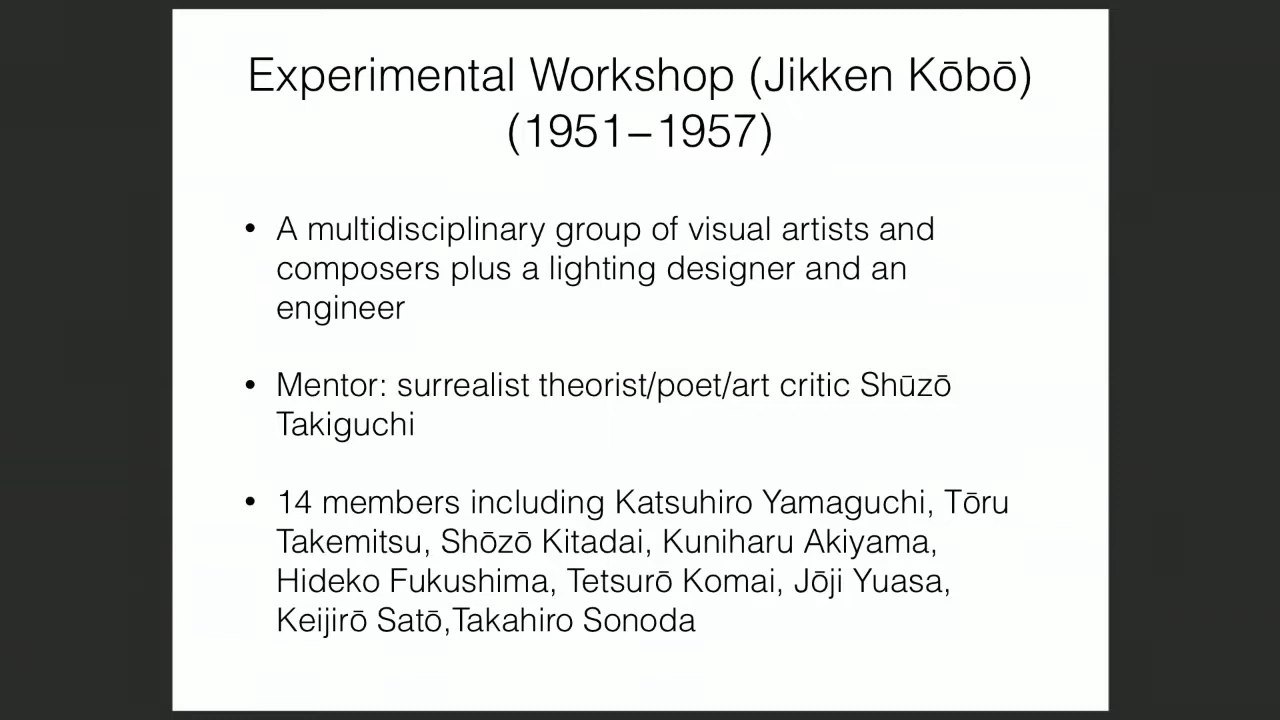 Experimental Workshop (Jikken Kōbō)
(1951–1957)
• A multidisciplinary group of visual artists and
composers plus a lighting designer and an
engineer
• Mentor: surrealist theorist/poet/art critic Shūzō
Takiguchi
• 14 members including Katsuhiro Yamaguchi, Tōru
Takemitsu, Shōzō Kitadai, Kuniharu Akiyama,
Hideko Fukushima, Tetsurō Komai, Jōji Yuasa,
Keijirō Satō,Takahiro Sonoda